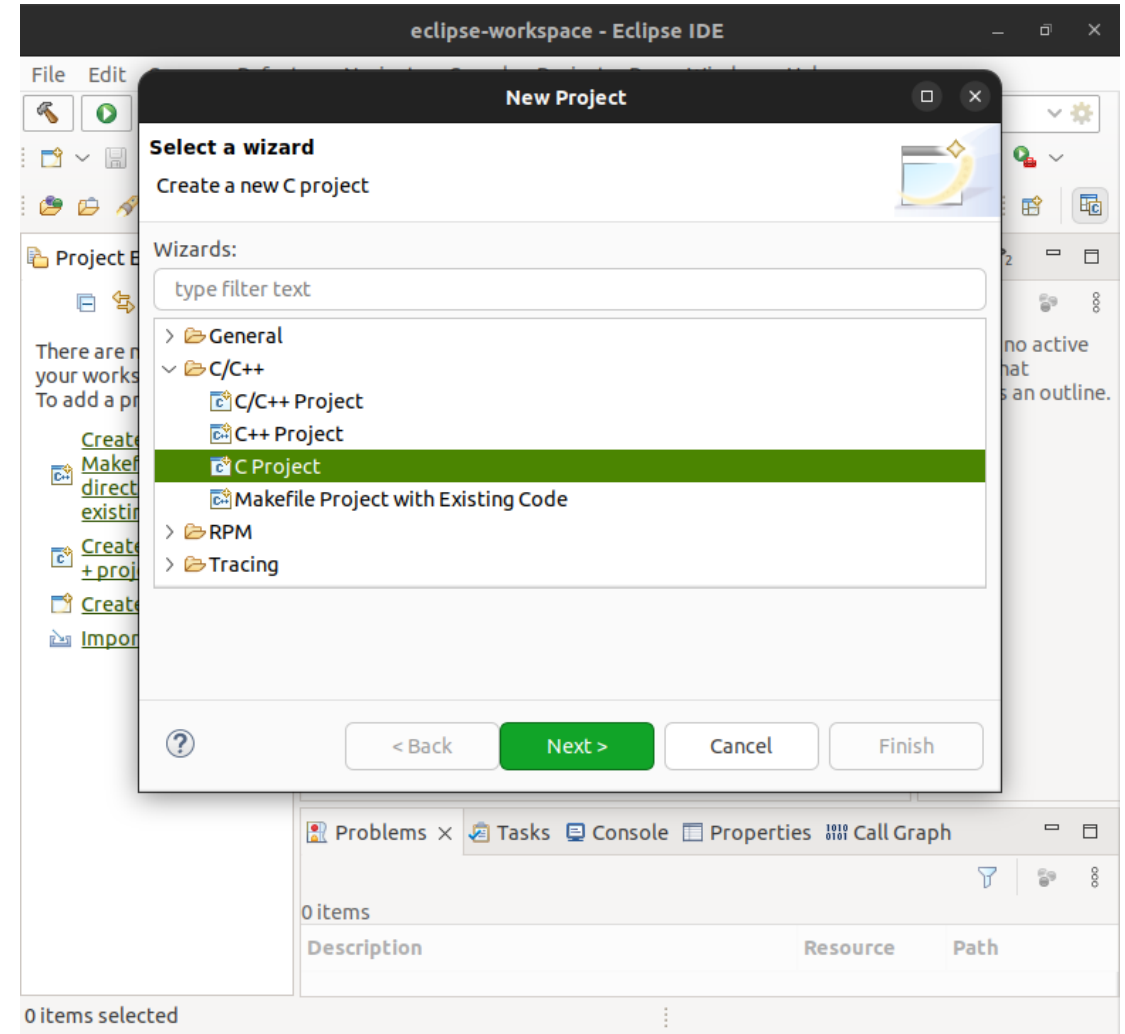 eclipse-workspace - Eclipse IDE
File Edit
New Project
Select a wizard
Create a new C project
Wizards:
type filter text
General
C/C++
C/C++ Project
C++ Project
C Project
Makefile Project with Existing Code
RPM
Tracing
< Back Next > Cancel Finish
Project E
There are n
your works
To add a pr
Create
Makef
direct
existin
Create
+ proj
Create
Impor
2
no active
hat
s an outline.
Problems Tasks Console Properties Call Graph
0 items
Description Resource Path
0 items selected